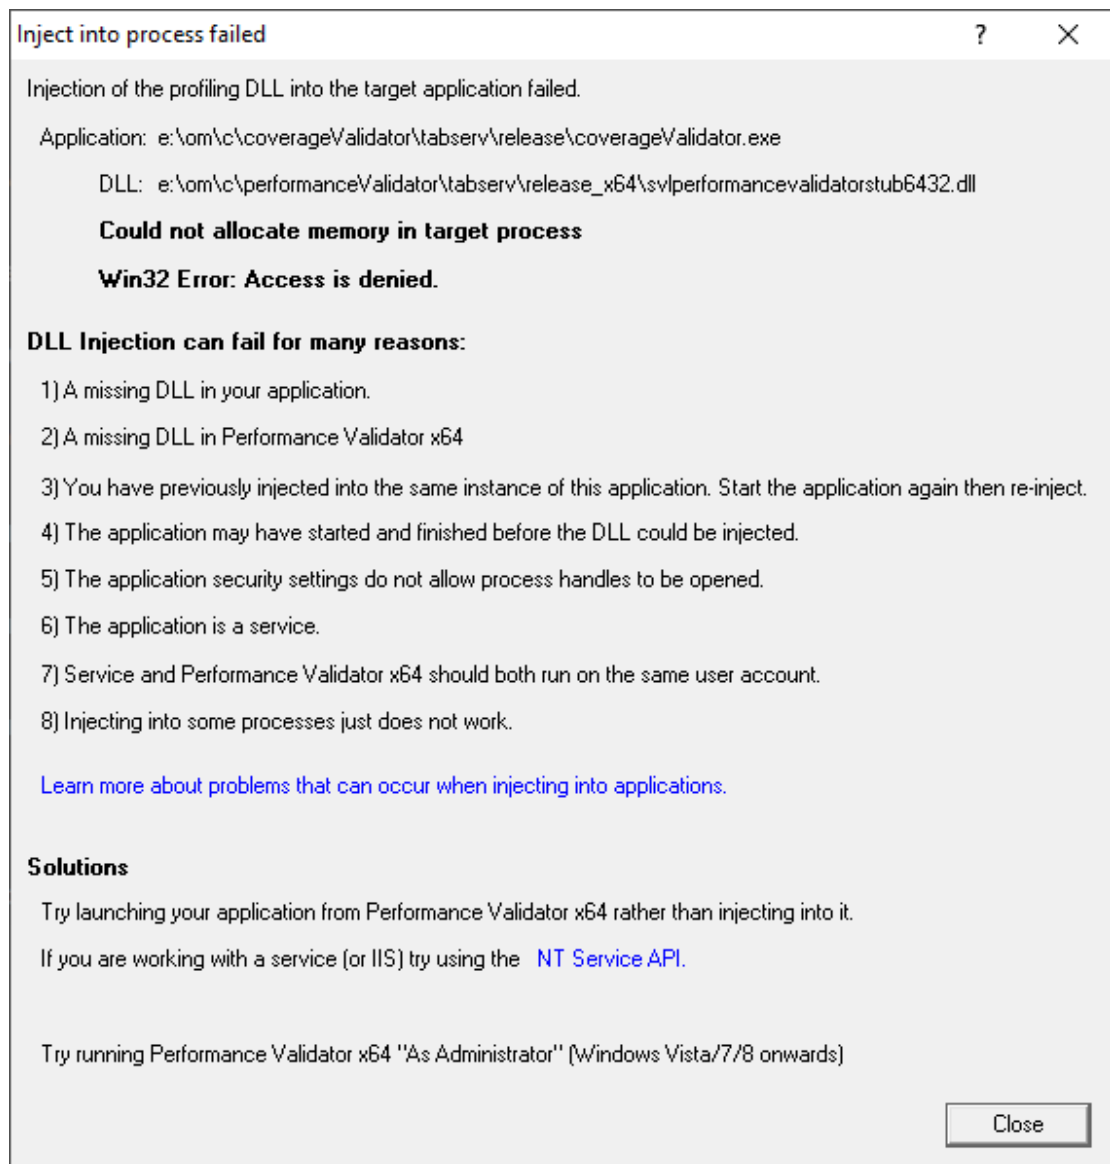 Inject into process failed
Injection of the profiling DLL into the target application failed.
Application: e:\om\c\coverageValidator\tabserv\release\coverageValidator.exe
DLL: e:\om\c\performanceValidator\tabserv\release_x64\svlperformancevalidatorstub6432.dll
Could not allocate memory in target process
Win32 Error: Access is denied.
DLL Injection can fail for many reasons:
1) A missing DLL in your application.
2) A missing DLL in Performance Validator x64
3) You have previously injected into the same instance of this application. Start the application again then re-inject.
4) The application may have started and finished before the DLL could be injected.
5) The application security settings do not allow process handles to be opened.
6) The application is a service.
7) Service and Performance Validator x64 should both run on the same user account.
8) Injecting into some processes just does not work.
Learn more about problems that can occur when injecting into applications.
Solutions
Try launching your application from Performance Validator x64 rather than injecting into it.
If you are working with a service (or IIS) try using the NT Service API.
Try running Performance Validator x64 "As Administrator" (Windows Vista/7/8 onwards)
Close